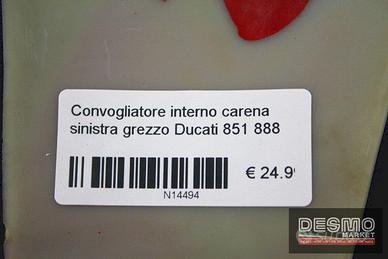 Convogliatore interno carena
sinistra grezzo Ducati 851 888
€ 24.9
N14494
DESMO
MARKET